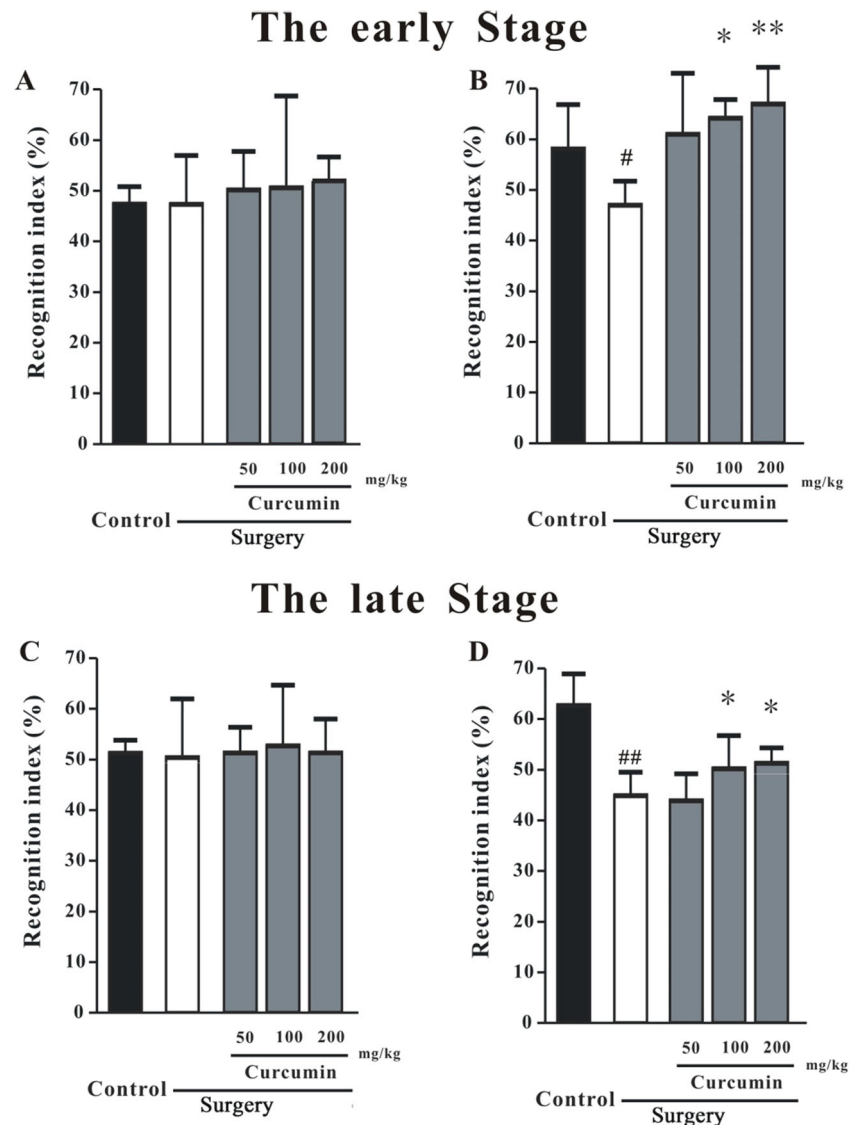 The early Stage
A
Recognition index (%)
70
60
50
40
30
20
10
0
50 100 200
mg/kg
Curcumin
Control
Surgery
B
* **
#
Recognition index (%)
70
60
50
40
30
20
10
0
50 100 200
mg/kg
Curcumin
Control
Surgery
The late Stage
C
Recognition index (%)
70
60
50
40
30
20
10
0
50 100 200
mg/kg
Curcumin
Control
Surgery
D
* *
##
Recognition index (%)
70
60
50
40
30
20
10
0
50 100 200
mg/kg
Curcumin
Control
Surgery